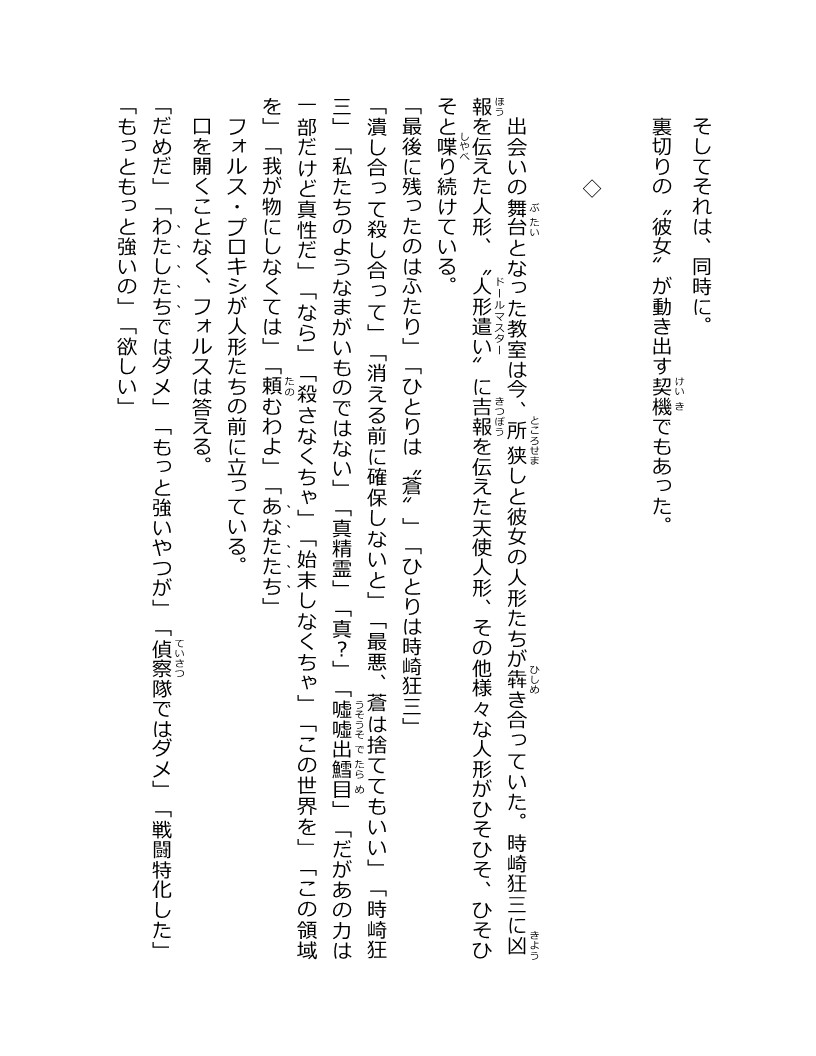 そしてそれは、同時に。
裏切りの〝彼女〟が動き出す契機でもあった。
◇
出会いの舞台となった教室は今、所狭しと彼女の人形たちが犇き合っていた。時崎狂三に凶
報を伝えた人形、〝人形遣い〟に吉報を伝えた天使人形、その他様々な人形がひそひそ、ひそひ
そと喋り続けている。
「最後に残ったのはふたり」「ひとりは〝蒼〟」「ひとりは時崎狂三」
「潰し合って殺し合って」「消える前に確保しないと」「最悪、蒼は捨ててもいい」「時崎狂
三」「私たちのようなまがいものではない」「真精霊」「真？」「嘘嘘出鱈目」「だがあの力は
一部だけど真性だ」「なら」「殺さなくちゃ」「始末しなくちゃ」「この世界を」「この領域
を」「我が物にしなくては」「頼むわよ」「あなたたち」
フォルス・プロキシが人形たちの前に立っている。
口を開くことなく、フォルスは答える。
「だめだ」「わたしたちではダメ」「もっと強いやつが」「偵察隊ではダメ」「戦闘特化した」
「もっともっと強いの」「欲しい」